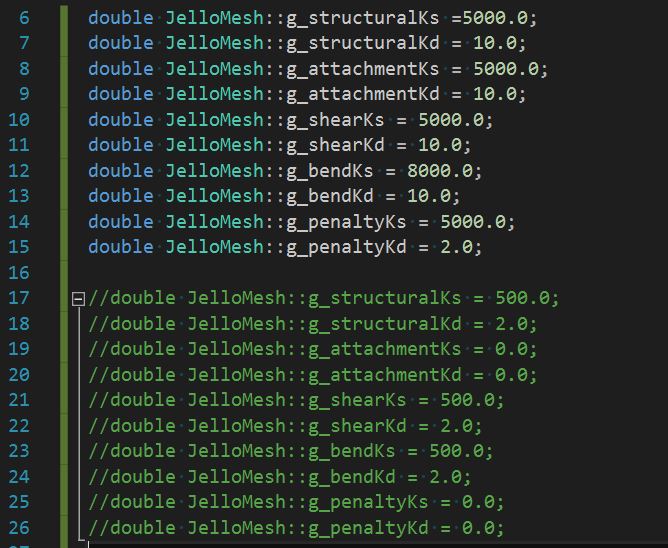 6 double JelloMesh::g_structuralKs =5000.0;
7 double JelloMesh::g_structuralKd = 10.0;
8 double JelloMesh::g_attachmentKs = 5000.0;
9 double JelloMesh::g_attachmentKd = 10.0;
10 double JelloMesh::g_shearKs = 5000.0;
11 double JelloMesh::g_shearKd = 10.0;
12 double JelloMesh::g_bendKs = 8000.0;
13 double JelloMesh::g_bendKd = 10.0;
14 double JelloMesh::g_penaltyKs = 5000.0;
15 double JelloMesh::g_penaltyKd = 2.0;
16
17 //double JelloMesh::g_structuralKs = 500.0;
18 //double JelloMesh::g_structuralKd = 2.0;
19 //double JelloMesh::g_attachmentKs = 0.0;
20 //double JelloMesh::g_attachmentKd = 0.0;
21 //double JelloMesh::g_shearKs = 500.0;
22 //double JelloMesh::g_shearKd = 2.0;
23 //double JelloMesh::g_bendKs = 500.0;
24 //double JelloMesh::g_bendKd = 2.0;
25 //double JelloMesh::g_penaltyKs = 0.0;
26 //double JelloMesh::g_penaltyKd = 0.0;